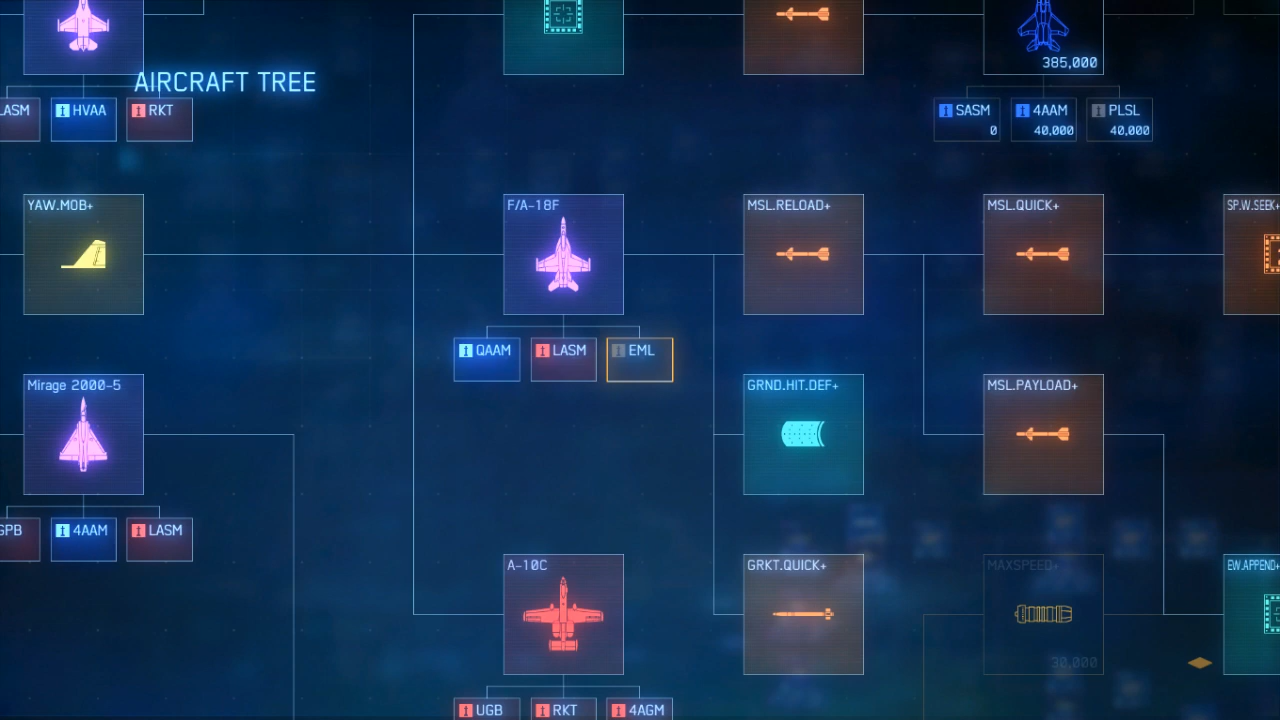 385,000
AIRCRAFT TREE
LASM
HVAA
RKT
SASM
0
4AAM
40,000
PLSL
40,000
YAW.MOB+
F/A-18F
MSL.RELOAD+
MSL.QUICK+
SP.W.SEEK+
QAAM
LASM
EML
Mirage 2000-5
GRND.HIT.DEF+
MSL.PAYLOAD+
GPB
4AAM
LASM
A-10C
GRKT.QUICK+
MAXSPEED+
30,000
EW.APPEND+
UGB
RKT
4AGM